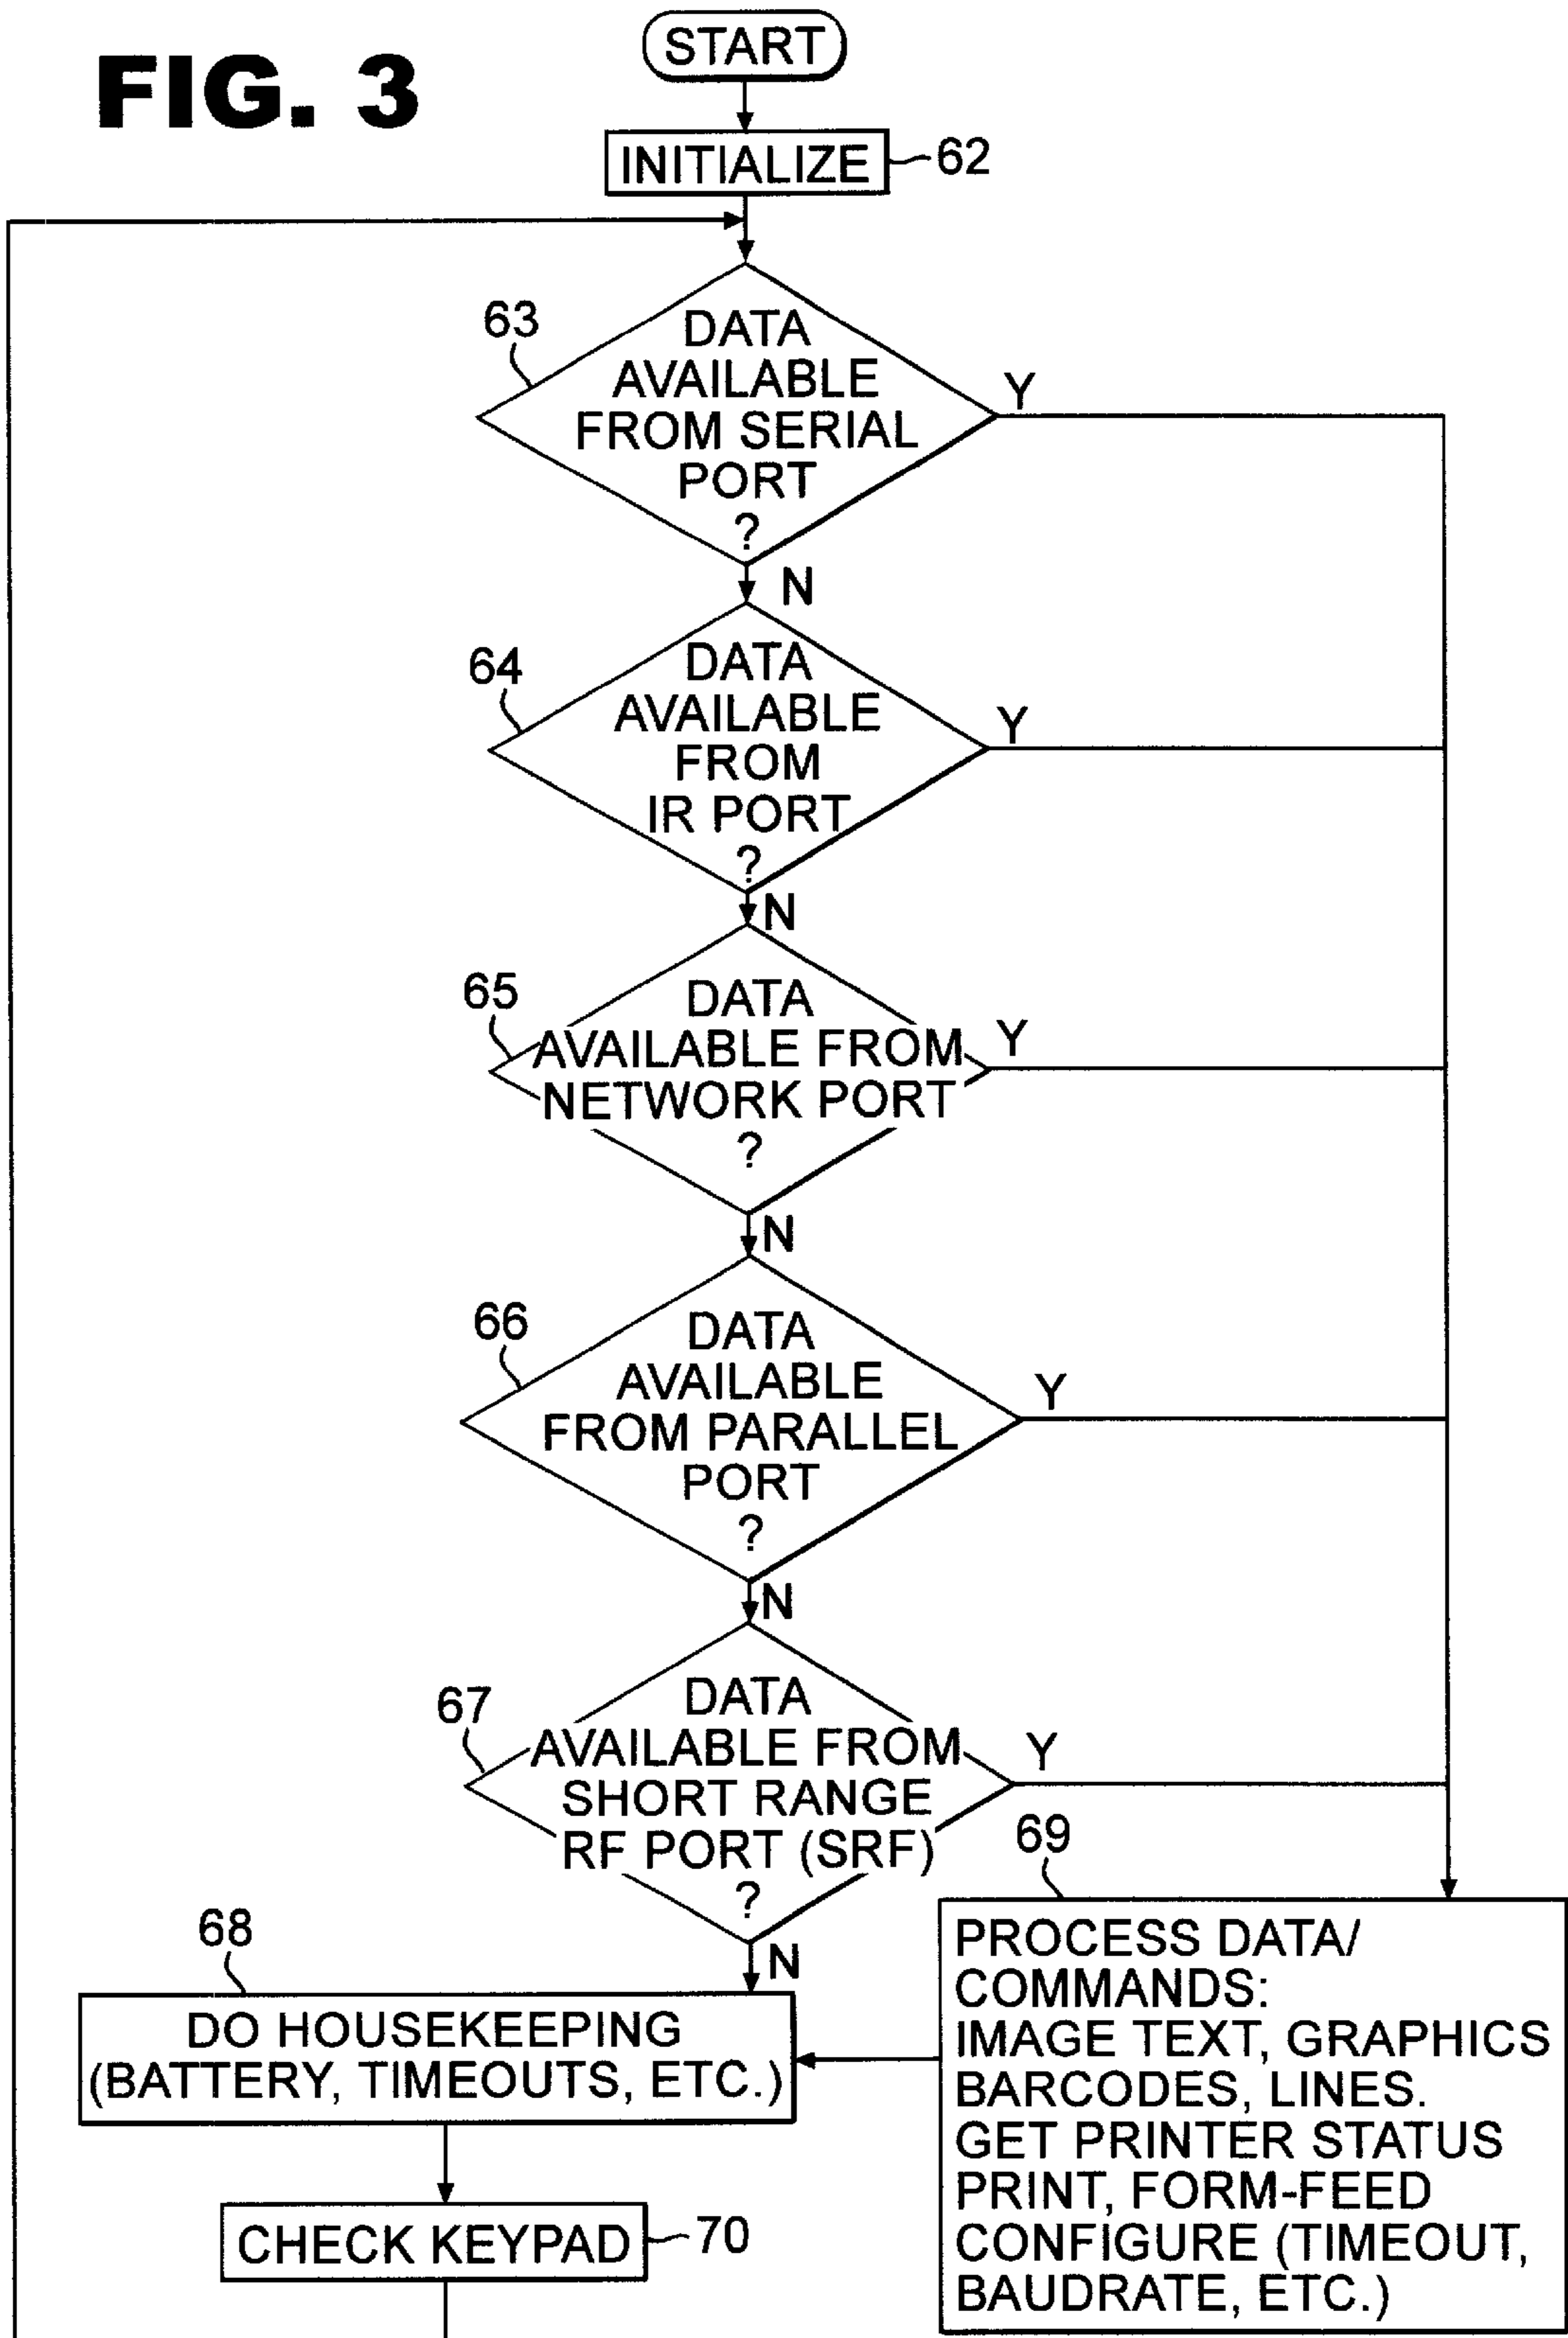 FIG. 3
START
INITIALIZE
62
63
DATA
AVAILABLE
FROM SERIAL
PORT
?
Y
N
64
DATA
AVAILABLE
FROM
IR PORT
?
Y
N
65
DATA
AVAILABLE FROM
NETWORK PORT
?
Y
N
66
DATA
AVAILABLE
FROM PARALLEL
PORT
?
Y
N
67
DATA
AVAILABLE FROM
SHORT RANGE
RF PORT (SRF)
?
Y
N
68
DO HOUSEKEEPING
(BATTERY, TIMEOUTS, ETC.)
69
PROCESS DATA/
COMMANDS:
IMAGE TEXT, GRAPHICS
BARCODES, LINES.
GET PRINTER STATUS
PRINT, FORM-FEED
CONFIGURE (TIMEOUT,
BAUDRATE, ETC.)
CHECK KEYPAD
70